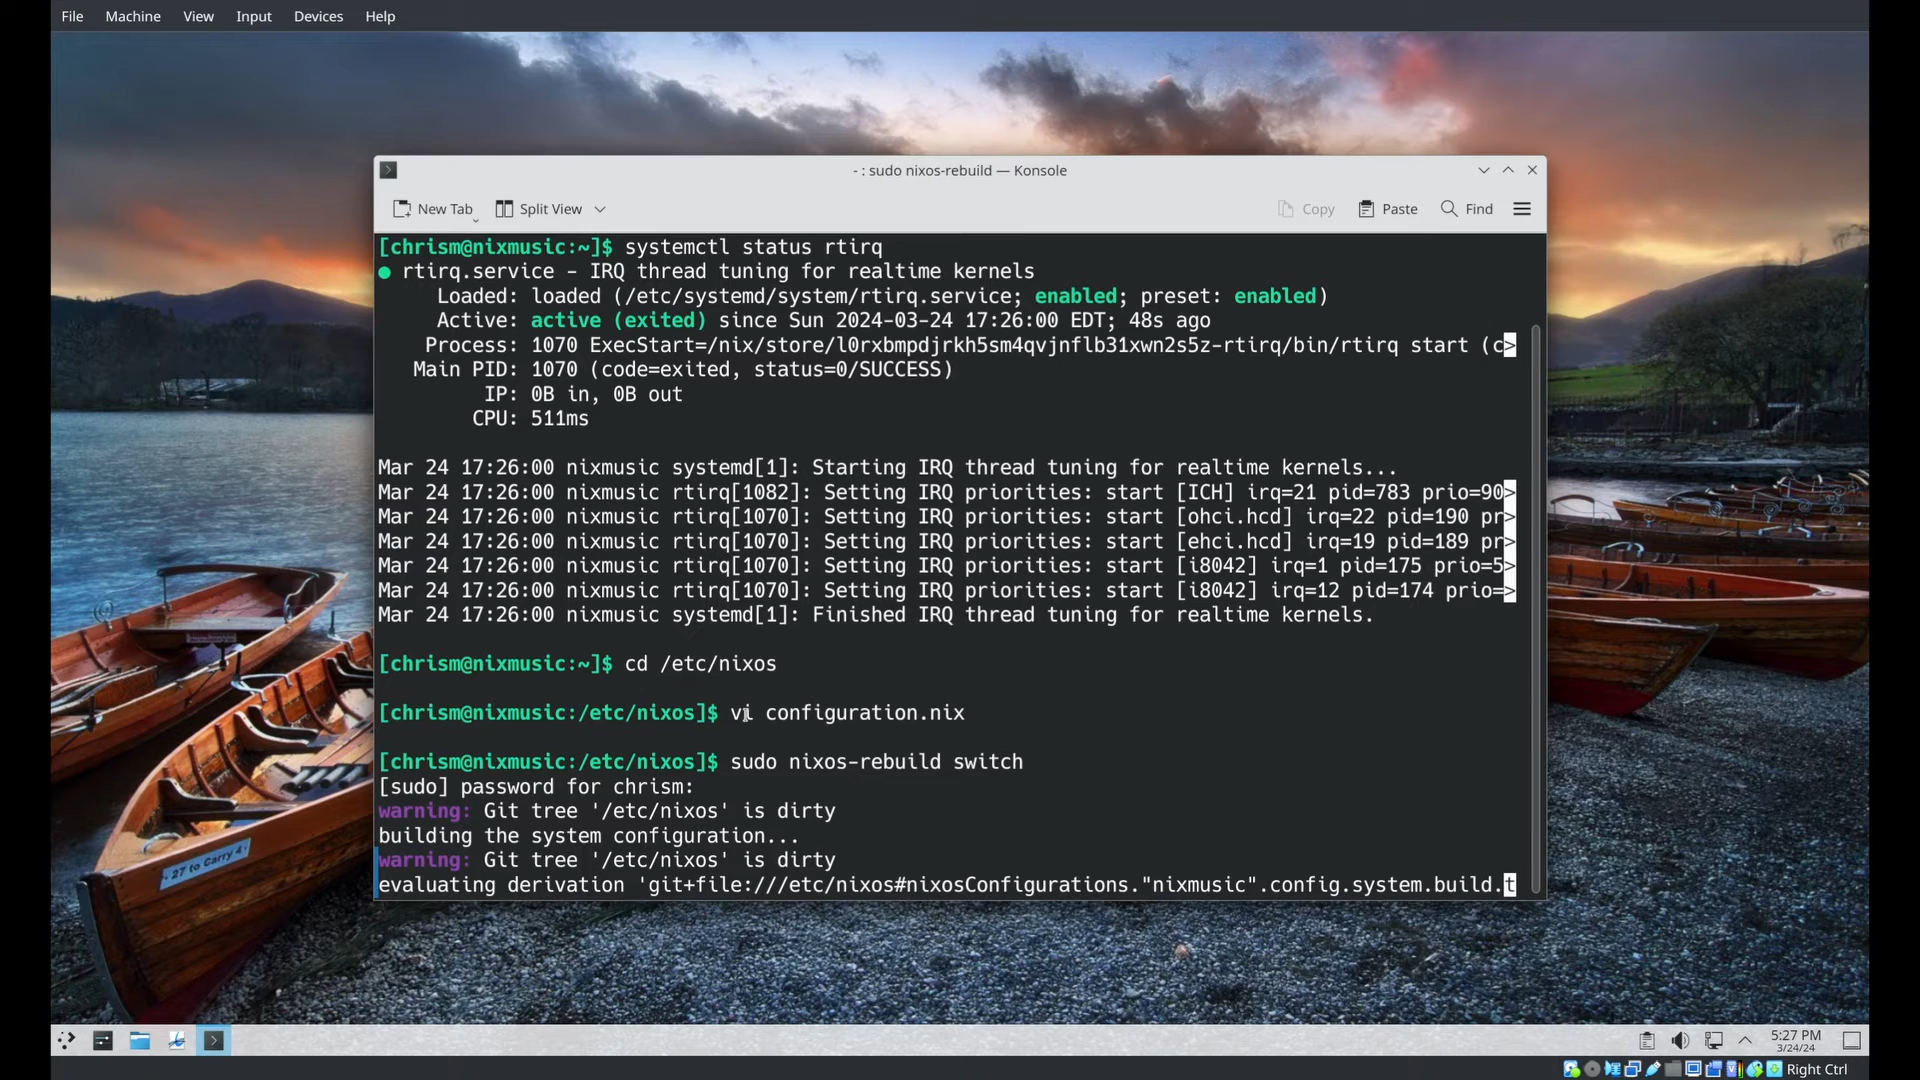 File Machine View Input Devices Help
- : sudo nixos-rebuild — Konsole
New Tab Split View Copy Paste Find
[chrism@nixmusic:~]$ systemctl status rtirq
● rtirq.service - IRQ thread tuning for realtime kernels
Loaded: loaded (/etc/systemd/system/rtirq.service; enabled; preset: enabled)
Active: active (exited) since Sun 2024-03-24 17:26:00 EDT; 48s ago
Process: 1070 ExecStart=/nix/store/l0rxbmpdjrkh5sm4qvjnflb31xwn2s5z-rtirq/bin/rtirq start (c>
Main PID: 1070 (code=exited, status=0/SUCCESS)
IP: 0B in, 0B out
CPU: 511ms
Mar 24 17:26:00 nixmusic systemd[1]: Starting IRQ thread tuning for realtime kernels...
Mar 24 17:26:00 nixmusic rtirq[1082]: Setting IRQ priorities: start [ICH] irq=21 pid=783 prio=90>
Mar 24 17:26:00 nixmusic rtirq[1070]: Setting IRQ priorities: start [ohci.hcd] irq=22 pid=190 pr>
Mar 24 17:26:00 nixmusic rtirq[1070]: Setting IRQ priorities: start [ehci.hcd] irq=19 pid=189 pr>
Mar 24 17:26:00 nixmusic rtirq[1070]: Setting IRQ priorities: start [i8042] irq=1 pid=175 prio=5>
Mar 24 17:26:00 nixmusic rtirq[1070]: Setting IRQ priorities: start [i8042] irq=12 pid=174 prio=>
Mar 24 17:26:00 nixmusic systemd[1]: Finished IRQ thread tuning for realtime kernels.
[chrism@nixmusic:~]$ cd /etc/nixos
[chrism@nixmusic:/etc/nixos]$ vi configuration.nix
[chrism@nixmusic:/etc/nixos]$ sudo nixos-rebuild switch
[sudo] password for chrism:
warning: Git tree '/etc/nixos' is dirty
building the system configuration...
warning: Git tree '/etc/nixos' is dirty
evaluating derivation 'git+file:///etc/nixos#nixosConfigurations."nixmusic".config.system.build.t
27 to Carry 4
5:27 PM
3/24/24
Right Ctrl